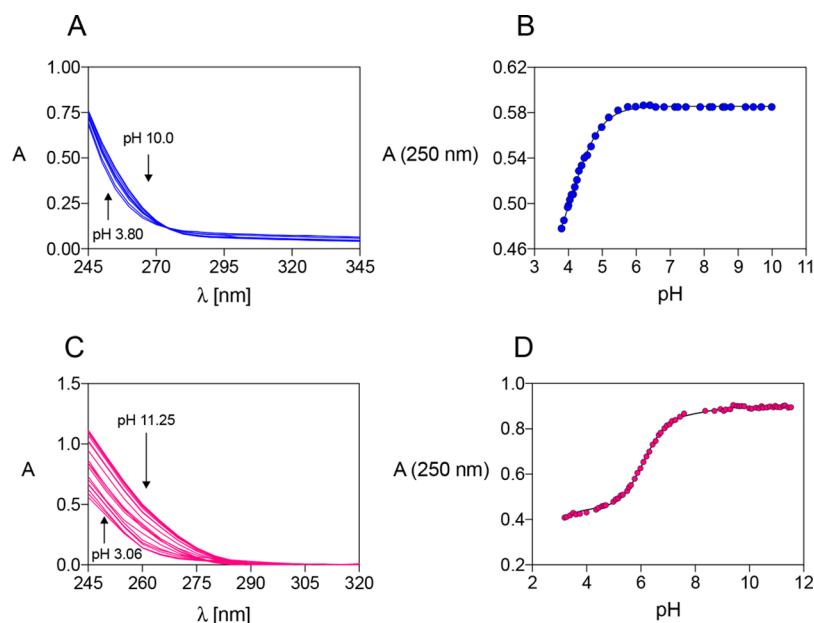 A
1.00
0.75
A
0.50
0.25
0.00
pH 10.0
pH 3.80
245 270 295 320 345
λ [nm]
B
0.62
0.58
A (250 nm)
0.54
0.50
0.46
3 4 5 6 7 8 9 10 11
pH
C
1.5
1.0
A
0.5
0.0
pH 11.25
pH 3.06
245 260 275 290 305 320
λ [nm]
D
1.0
0.8
A (250 nm)
0.6
0.4
0.2
2 4 6 8 10 12
pH